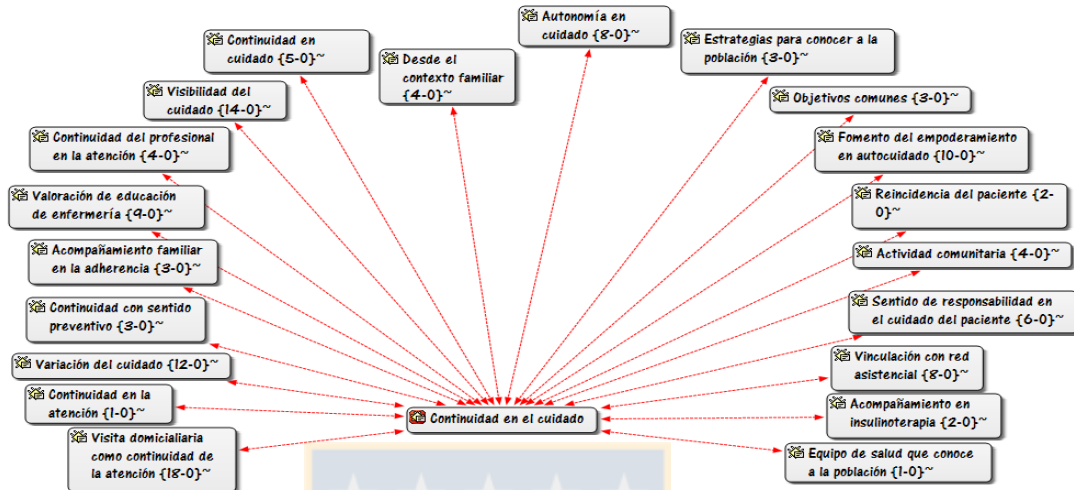 Autonomía en
cuidado {8-0}~
Continuidad en
cuidado {5-0}~
Estrategias para conocer a la
población {3-0}~
Desde el
contexto familiar
{4-0}~
Visibilidad del
cuidado {14-0}~
Objetivos comunes {3-0}~
Continuidad del profesional
en la atención {4-0}~
Fomento del empoderamiento
en autocuidado {10-0}~
Valoración de educación
de enfermería {9-0}~
Reincidencia del paciente {2-
0}~
Acompañamiento familiar
en la adherencia {3-0}~
Actividad comunitaria {4-0}~
Continuidad con sentido
preventivo {3-0}~
Sentido de responsabilidad en
el cuidado del paciente {6-0}~
Variación del cuidado {12-0}~
Vinculación con red
asistencial {8-0}~
Continuidad en la
atención {1-0}~
Acompañamiento en
insulinoterapia {2-0}~
Continuidad en el cuidado
Visita domicialiaria
como continuidad de
la atención {18-0}~
Equipo de salud que conoce
a la población {1-0}~